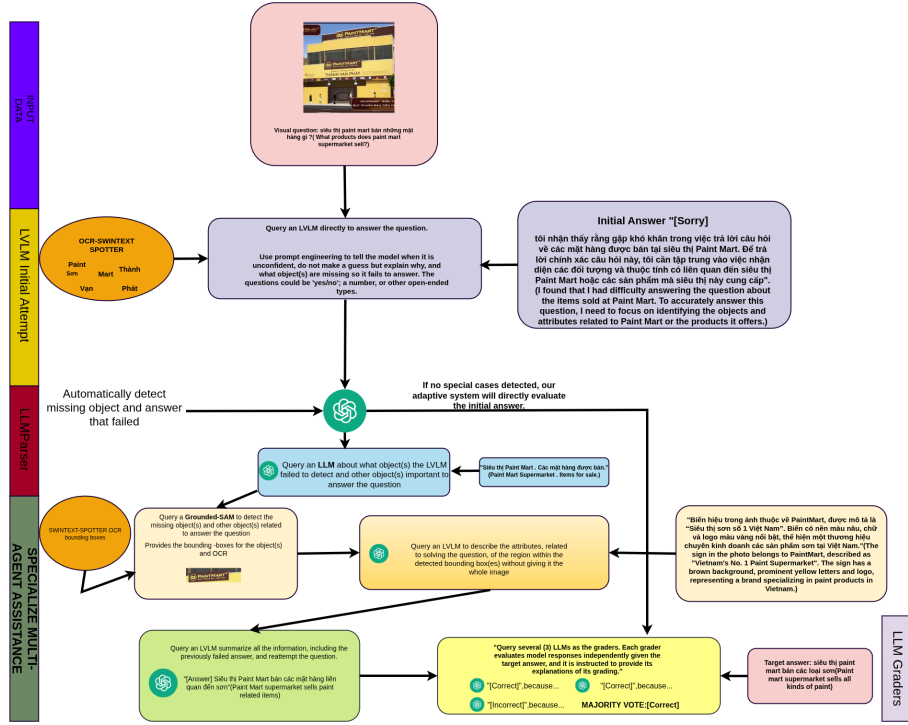 INPUT
DATA
PAINTMART
PAINTMART
THÀNH VẠN PHÁT
Visual question: siêu thị paint mart bán những mặt
hàng gì ?( What products does paint mart
supermarket sell?)
LVLM Initial Attempt
OCR-SWINTEXT
SPOTTER
Paint
Sơn
Mart
Thành
Vạn
Phát
Query an LVLM directly to answer the question.
Use prompt engineering to tell the model when it is
unconfident, do not make a guess but explain why, and
what object(s) are missing so it fails to answer. The
questions could be 'yes/no'; a number, or other open-ended
types.
Initial Answer "[Sorry]
tôi nhận thấy rằng gặp khó khăn trong việc trả lời câu hỏi
về các mặt hàng được bán tại siêu thị Paint Mart. Để trả
lời chính xác câu hỏi này, tôi cần tập trung vào việc nhận
diện các đối tượng và thuộc tính có liên quan đến siêu thị
Paint Mart hoặc các sản phẩm mà siêu thị này cung cấp".
(I found that I had difficulty answering the question about
the items sold at Paint Mart. To accurately answer this
question, I need to focus on identifying the objects and
attributes related to Paint Mart or the products it offers.)
LLMParser
Automatically detect
missing object and answer
that failed
If no special cases detected, our
adaptive system will directly evaluate
the initial answer.
Query an LLM about what object(s) the LVLM
failed to detect and other object(s) important to
answer the question
"Siêu thị Paint Mart . Các mặt hàng được bán."
(Paint Mart Supermarket . Items for sale.)
SPECIALIZE MULTI-
AGENT ASSISTANCE
SWINTEXT-SPOTTER OCR
bounding boxes
Query a Grounded-SAM to detect the
missing object(s) and other object(s) related
to answer the question
Provides the bounding -boxes for the object(s)
and OCR
PAINTMART
Query an LVLM to describe the attributes, related
to solving the question, of the region within the
detected bounding box(es) without giving it the
whole image
"Biển hiệu trong ảnh thuộc về PaintMart, được mô tả là
"Siêu thị sơn số 1 Việt Nam". Biển có nền màu nâu, chữ
và logo màu vàng nổi bật, thể hiện một thương hiệu
chuyên kinh doanh các sản phẩm sơn tại Việt Nam."(The
sign in the photo belongs to PaintMart, described as
"Vietnam's No. 1 Paint Supermarket". The sign has a
brown background, prominent yellow letters and logo,
representing a brand specializing in paint products in
Vietnam.)
Query an LVLM summarize all the information, including the
previously failed answer, and reattempt the question.
"[Answer] Siêu thị Paint Mart bán các mặt hàng liên
quan đến sơn"(Paint Mart supermarket sells paint
related items)
"Query several (3) LLMs as the graders. Each grader
evaluates model responses independently given the
target answer, and it is instructed to provide its
explanations of its grading."
"[Correct]",because...
"[Correct]",because...
"[Incorrect]",because...
MAJORITY VOTE:[Correct]
Target answer: siêu thị paint
mart bán các loại sơn(Paint
mart supermarket sells all
kinds of paint)
LLM Graders